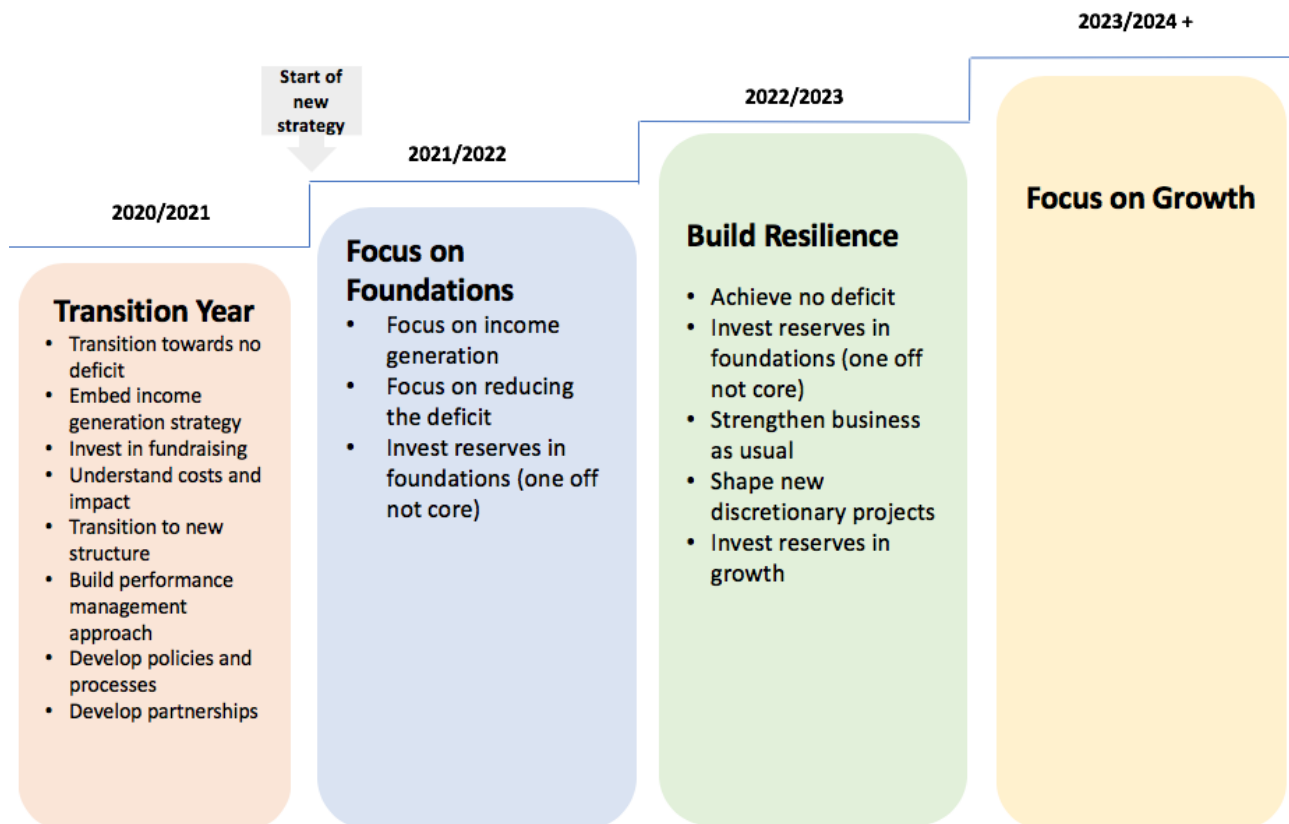 2020/2021
Transition Year
• Transition towards no
deficit
• Embed income
generation strategy
• Invest in fundraising
• Understand costs and
impact
• Transition to new
structure
• Build performance
management
approach
• Develop policies and
processes
• Develop partnerships
Start of
new
strategy
2021/2022
Focus on
Foundations
• Focus on income
generation
• Focus on reducing
the deficit
• Invest reserves in
foundations (one off
not core)
2022/2023
Build Resilience
• Achieve no deficit
• Invest reserves in
foundations (one off
not core)
• Strengthen business
as usual
• Shape new
discretionary projects
• Invest reserves in
growth
2023/2024 +
Focus on Growth